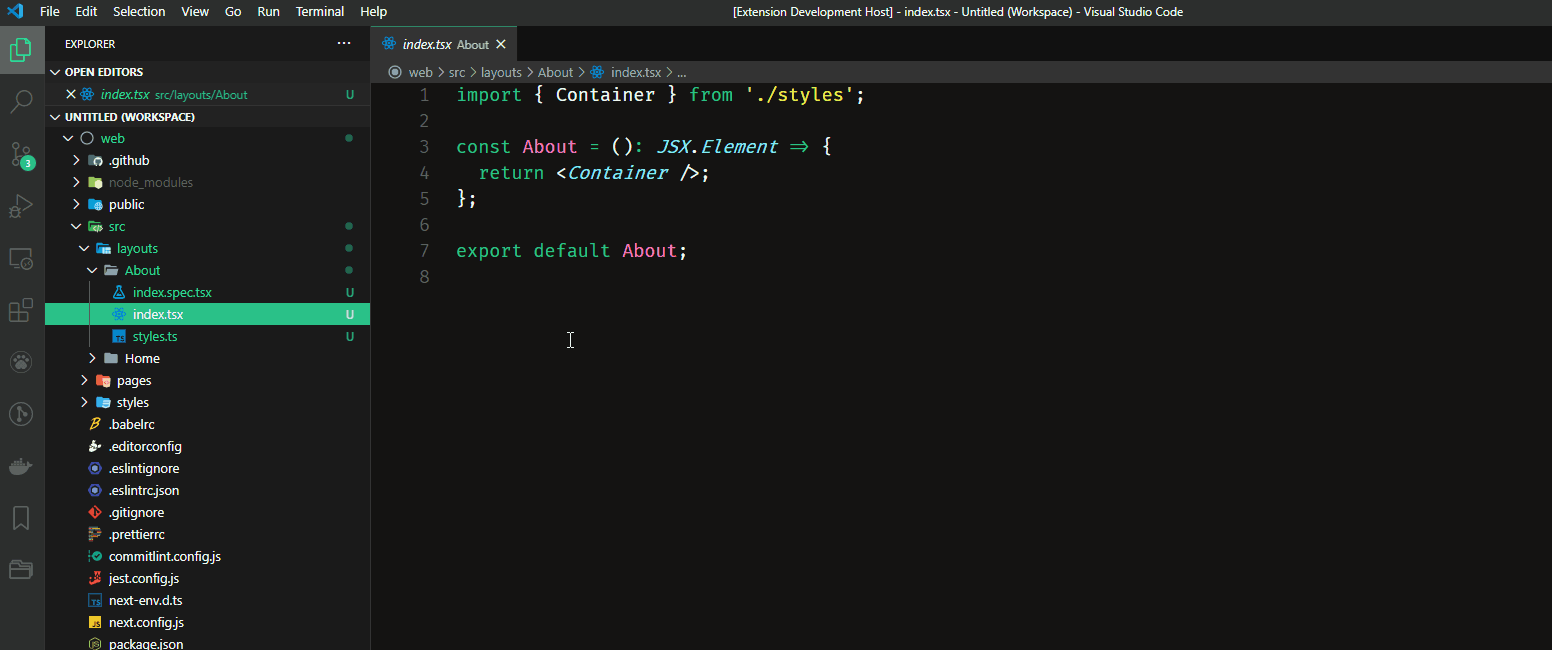 File Edit Selection View Go Run Terminal Help [Extension Development Host] - index.tsx - Untitled (Workspace) - Visual Studio Code
EXPLORER ...
index.tsx About
OPEN EDITORS
index.tsx src/layouts/About U
UNTITLED (WORKSPACE)
web
.github
node_modules
public
src
layouts
About
index.spec.tsx U
index.tsx U
TS styles.ts U
Home
pages
styles
.babelrc
.editorconfig
.eslintignore
.eslintrc.json
.gitignore
.prettierrc
commitlint.config.js
jest.config.js
TS next-env.d.ts
JS next.config.js
package.json
3
web > src > layouts > About > index.tsx > ...
1 import { Container } from './styles';
2
3 const About = (): JSX.Element => {
4 return <Container />;
5 };
6
7 export default About;
8